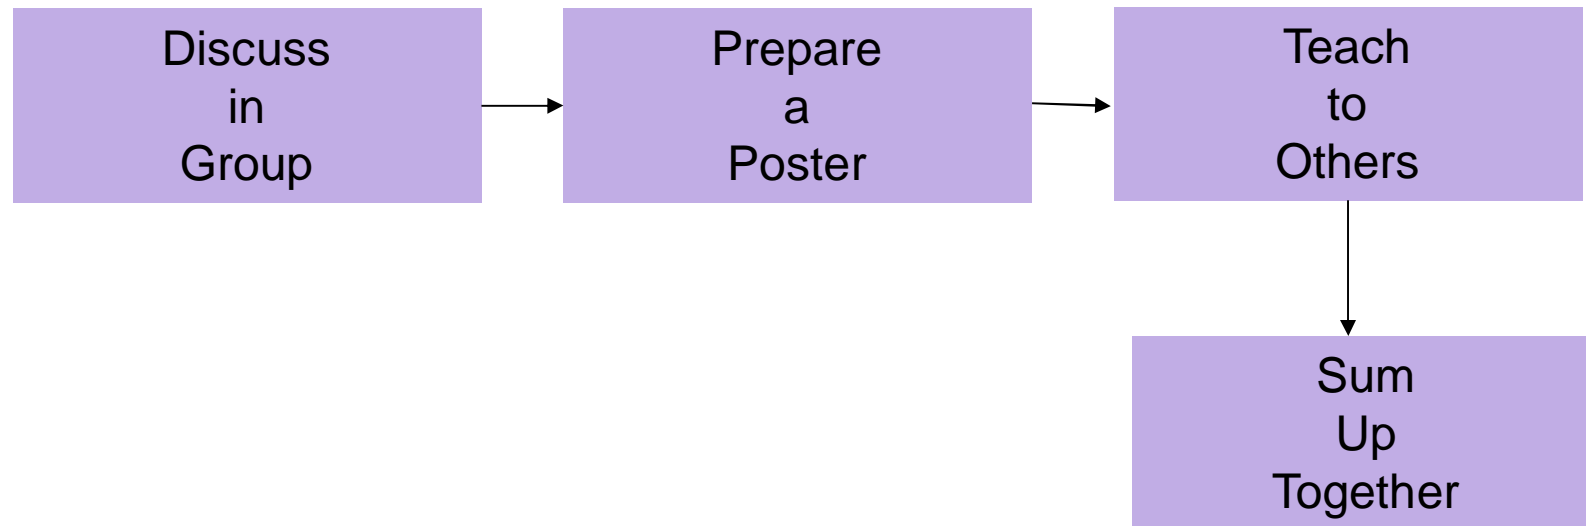 Discuss
in
Group
Prepare
a
Poster
Teach
to
Others
Sum
Up
Together